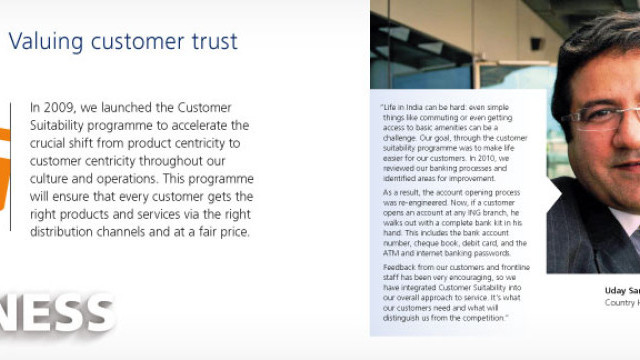 Valuing customer trust
In 2009, we launched the Customer
Suitability programme to accelerate the
crucial shift from product centricity to
customer centricity throughout our
culture and operations. This programme
will ensure that every customer gets the
right products and services via the right
distribution channels and at a fair price.
NESS
"Life in India can be hard: even simple
things like commuting or even getting
access to basic amenities can be a
challenge. Our goal, through the customer
suitability programme was to make life
easier for our customers. In 2010, we
reviewed our banking processes and
identified areas for improvement.
As a result, the account opening process
was re-engineered. Now, if a customer
opens an account at any ING branch, he
walks out with a complete bank kit in his
hand. This includes the bank account
number, cheque book, debit card, and the
ATM and internet banking passwords.
Feedback from our customers and frontline
staff has been very encouraging, so we
have integrated Customer Suitability into
our overall approach to service. It's what
our customers need and what will
distinguish us from the competition."
Uday Sar
Country